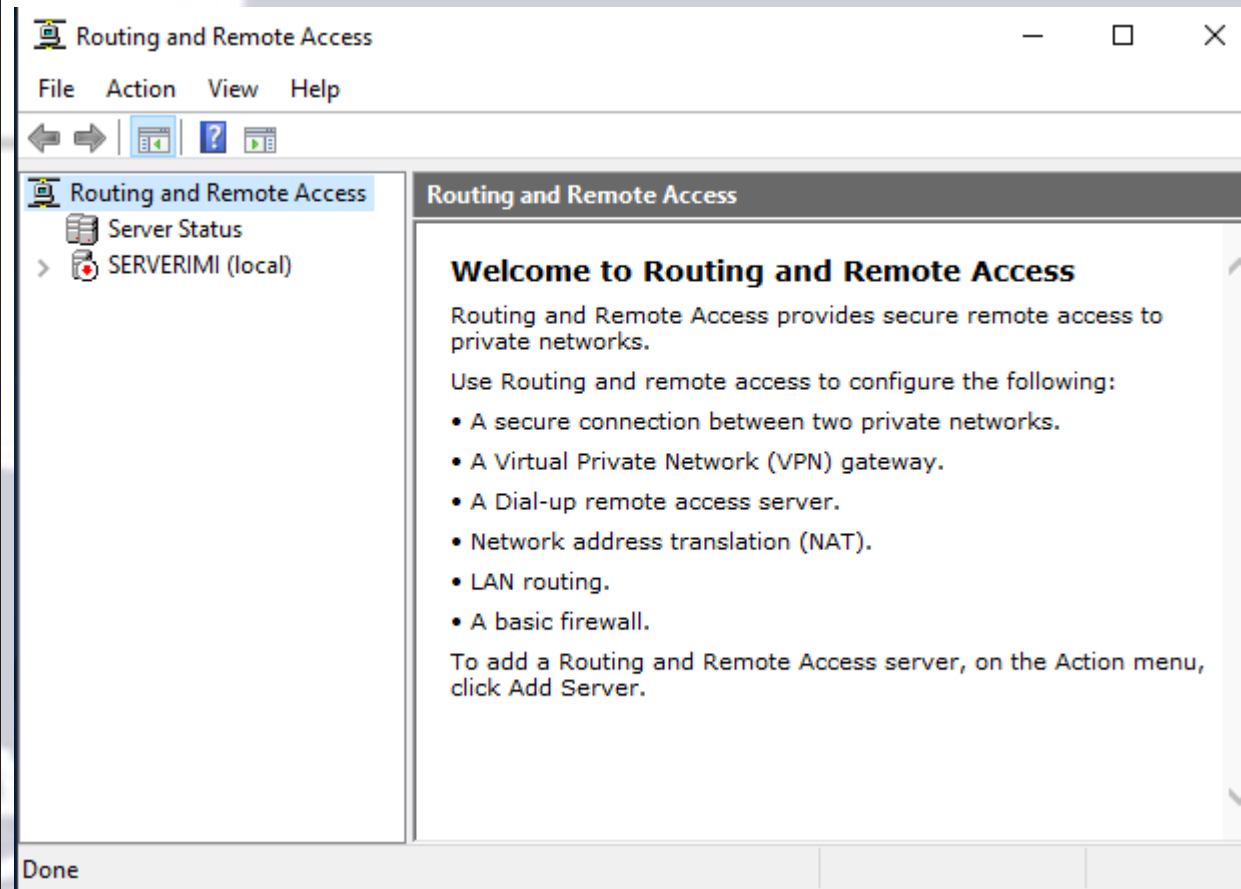 Routing and Remote Access
File Action View Help
Routing and Remote Access
Server Status
SERVERIMI (local)
Routing and Remote Access
Welcome to Routing and Remote Access
Routing and Remote Access provides secure remote access to
private networks.
Use Routing and remote access to configure the following:
• A secure connection between two private networks.
• A Virtual Private Network (VPN) gateway.
• A Dial-up remote access server.
• Network address translation (NAT).
• LAN routing.
• A basic firewall.
To add a Routing and Remote Access server, on the Action menu,
click Add Server.
Done